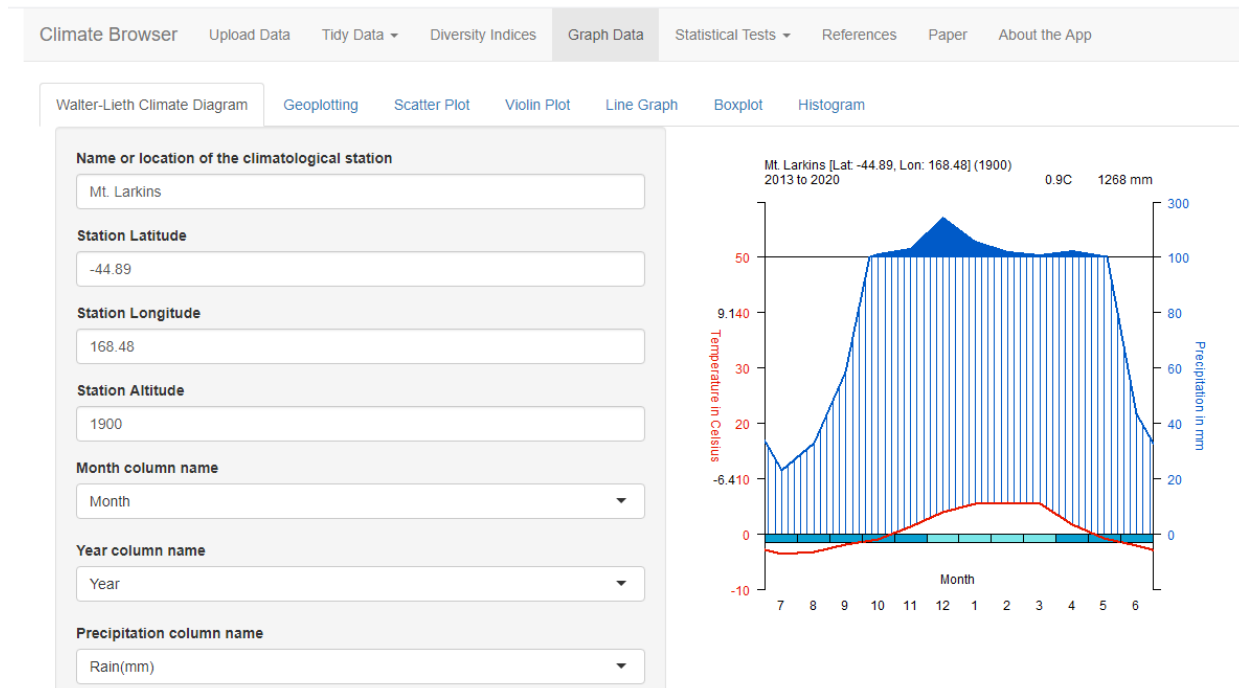 Climate Browser Upload Data Tidy Data Diversity Indices Graph Data Statistical Tests References Paper About the App
Walter-Lieth Climate Diagram Geoplotting Scatter Plot Violin Plot Line Graph Boxplot Histogram
Name or location of the climatological station
Mt. Larkins
Station Latitude
-44.89
Station Longitude
168.48
Station Altitude
1900
Month column name
Month
Year column name
Year
Precipitation column name
Rain(mm)
Mt. Larkins [Lat: -44.89, Lon: 168.48] (1900)
2013 to 2020 0.9C 1268 mm
300
50 100
9.1 40 80
30 60
20 40
-6.4 10 20
0 0
-10
Temperature in Celsius
Precipitation in mm
Month
7 8 9 10 11 12 1 2 3 4 5 6